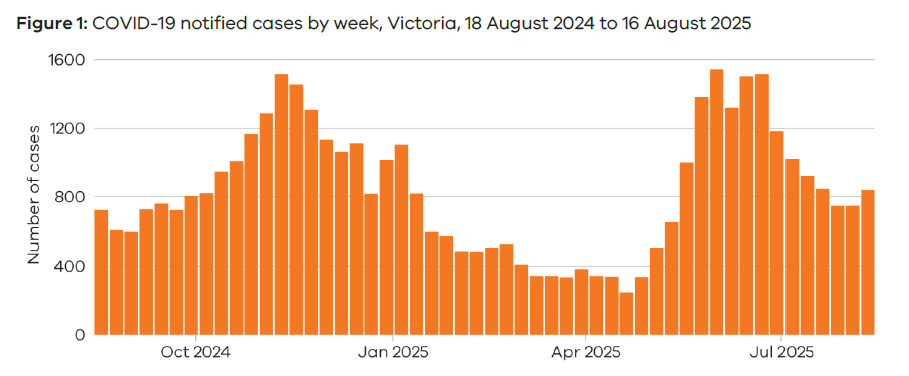 Figure 1: COVID-19 notified cases by week, Victoria, 18 August 2024 to 16 August 2025
1600
1200
800
400
0
Number of cases
Oct 2024 Jan 2025 Apr 2025 Jul 2025